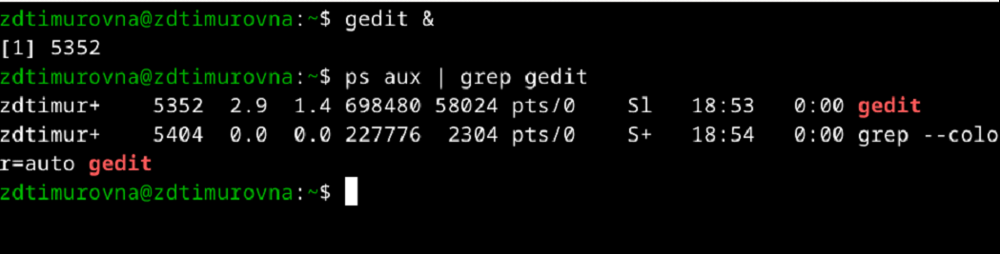 zdtimurovna@zdtimurovna:~$ gedit &
[1] 5352
zdtimurovna@zdtimurovna:~$ ps aux | grep gedit
zdtimur+    5352  2.9  1.4 698480 58024 pts/0    Sl   18:53   0:00 gedit
zdtimur+    5404  0.0  0.0 227776  2304 pts/0    S+   18:54   0:00 grep --colo
r=auto gedit
zdtimurovna@zdtimurovna:~$